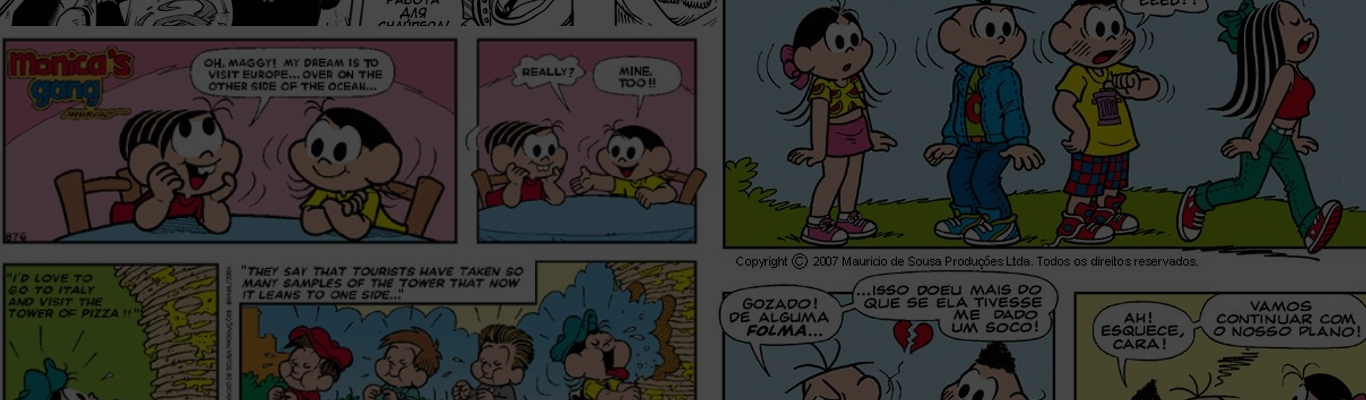 РАБОТА
ДЛЯ
Monica's
gang
OH, MAGGY! MY DREAM IS TO
VISIT EUROPE...OVER ON THE
OTHER SIDE OF THE OCEAN...
876
REALLY?
MINE,
TOO!!
"I'D LOVE TO
GO TO ITALY
AND VISIT THE
TOWER OF PIZZA!!"
"THEY SAY THAT TOURISTS HAVE TAKEN SO
MANY SAMPLES OF THE TOWER THAT NOW
IT LEANS TO ONE SIDE..."
Copyright © 2007 Mauricio de Sousa Produções Ltda. Todos os direitos reservados.
GOZADO!
DE ALGUMA
FOLMA...
...ISSO DOEU MAIS DO
QUE SE ELA TIVESSE
ME DADO
UM SOCO!
AH!
ESQUECE,
CARA!
VAMOS
CONTINUAR COM
O NOSSO PLANO!